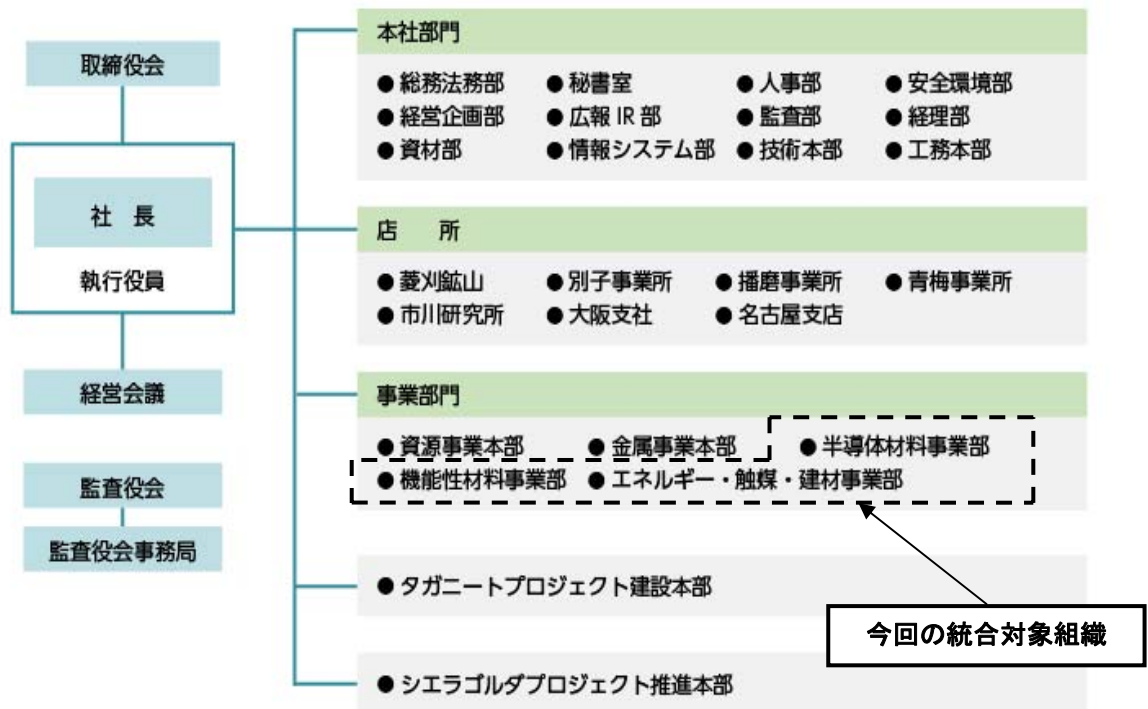 取締役会
社 長
執行役員
経営会議
監査役会
監査役会事務局
本社部門
● 総務法務部 ● 秘書室 ● 人事部 ● 安全環境部
● 経営企画部 ● 広報 IR 部 ● 監査部 ● 経理部
● 資材部 ● 情報システム部 ● 技術本部 ● 工務本部
店 所
● 菱刈鉱山 ● 別子事業所 ● 播磨事業所 ● 青梅事業所
● 市川研究所 ● 大阪支社 ● 名古屋支店
事業部門
● 資源事業本部 ● 金属事業本部 ● 半導体材料事業部
● 機能性材料事業部 ● エネルギー・触媒・建材事業部
● タガニートプロジェクト建設本部
今回の統合対象組織
● シエラゴルダプロジェクト推進本部